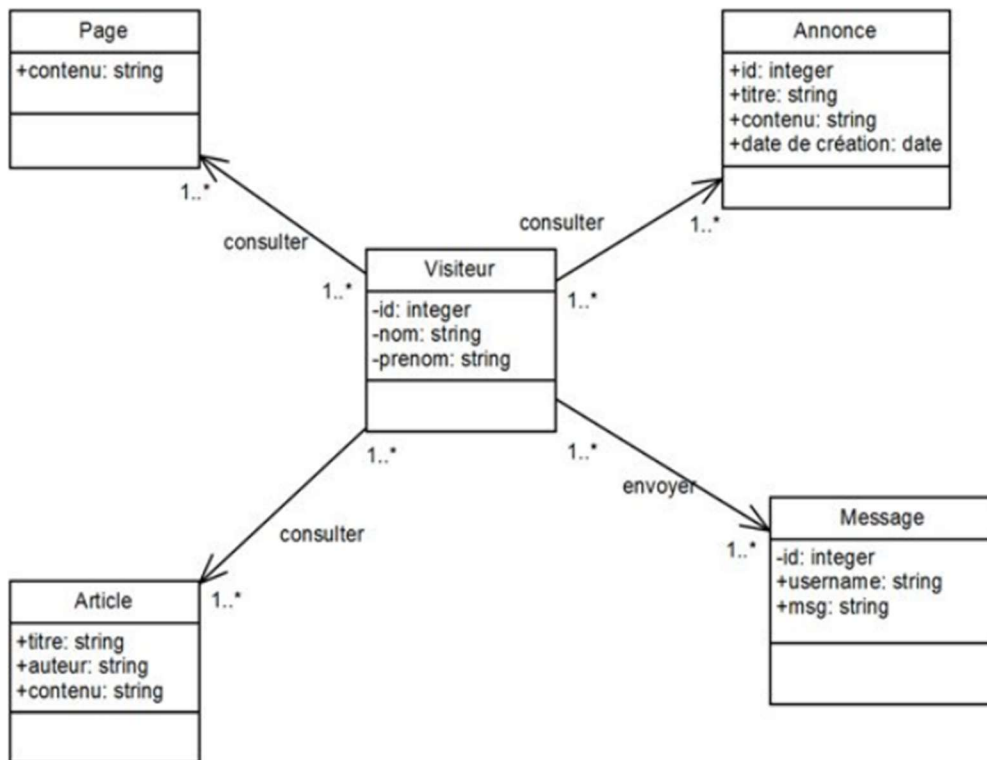 Page
+contenu: string
Annonce
+id: integer
+titre: string
+contenu: string
+date de création: date
1..*
consulter
1..*
consulter
1..*
1..*
Visiteur
-id: integer
-nom: string
-prenom: string
1..*
1..*
envoyer
consulter
1..*
1..*
Message
-id: integer
+username: string
+msg: string
Article
+titre: string
+auteur: string
+contenu: string